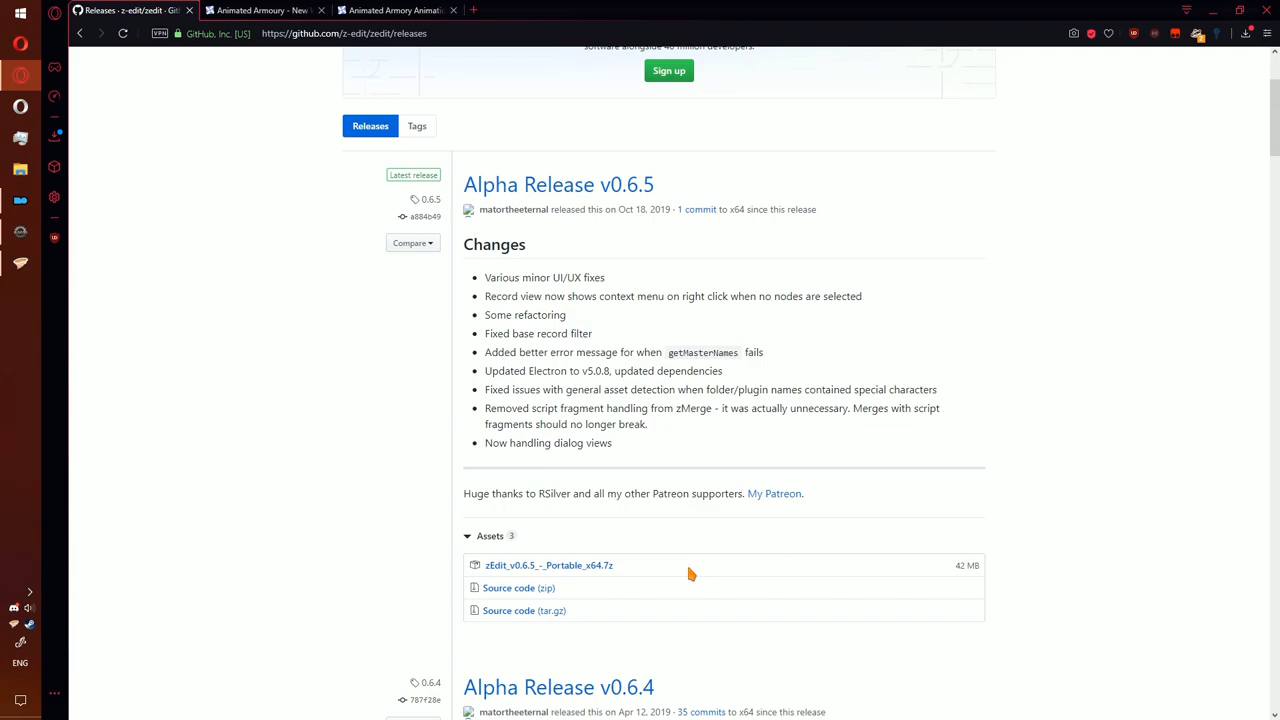 Releases · z-edit/zedit · Git
Animated Armoury - New
Animated Armory Animatio
VPN
GitHub, Inc. [US]
https://github.com/z-edit/zedit/releases
software alongside 40 million developers.
Sign up
Releases
Tags
Latest release
0.6.5
a884b49
Compare
Alpha Release v0.6.5
matortheeternal released this on Oct 18, 2019 · 1 commit to x64 since this release
Changes
Various minor UI/UX fixes
Record view now shows context menu on right click when no nodes are selected
Some refactoring
Fixed base record filter
Added better error message for when getMasterNames fails
Updated Electron to v5.0.8, updated dependencies
Fixed issues with general asset detection when folder/plugin names contained special characters
Removed script fragment handling from zMerge - it was actually unnecessary. Merges with script
fragments should no longer break.
Now handling dialog views
Huge thanks to RSilver and all my other Patreon supporters. My Patreon.
Assets 3
zEdit_v0.6.5_-_Portable_x64.7z
42 MB
Source code (zip)
Source code (tar.gz)
0.6.4
787f28e
Alpha Release v0.6.4
matortheeternal released this on Apr 12, 2019 · 35 commits to x64 since this release
ENG